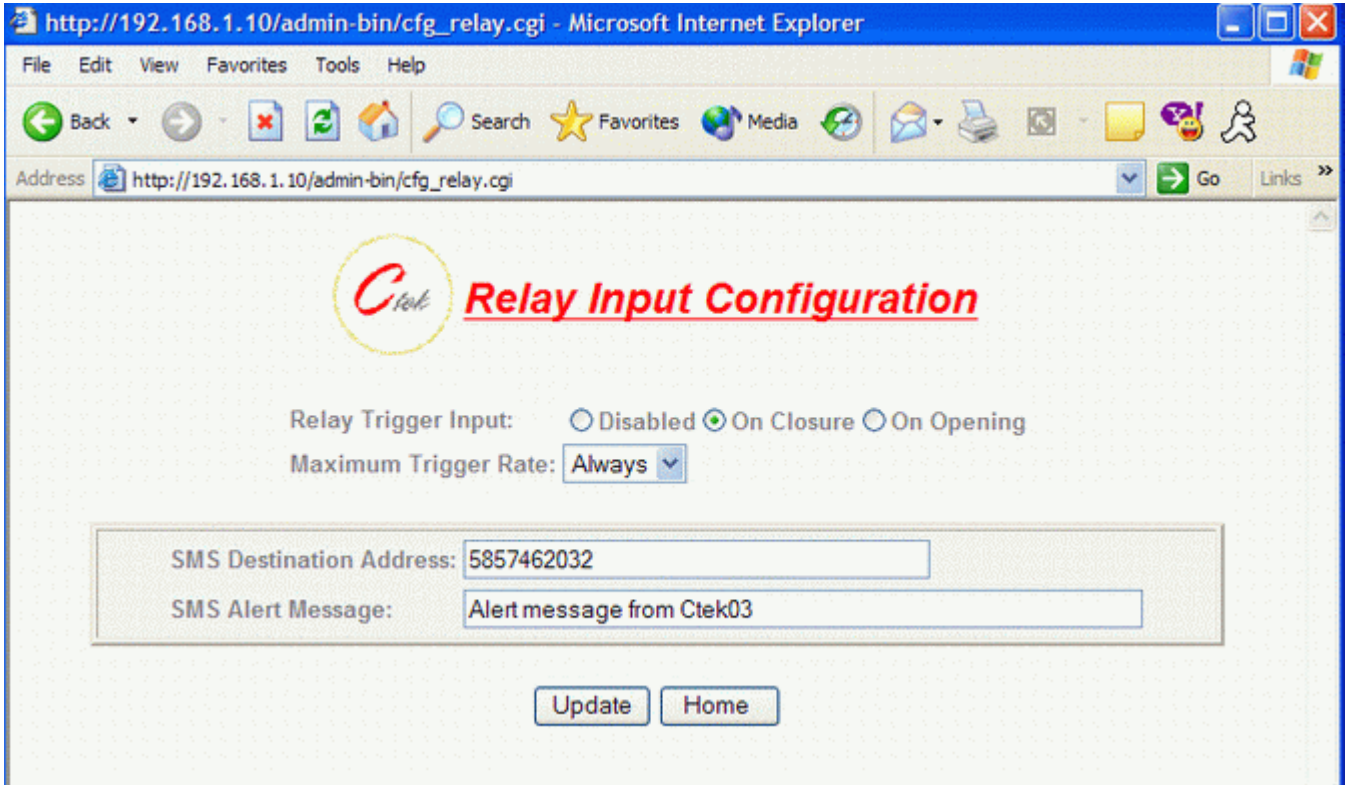 http://192.168.1.10/admin-bin/cfg_relay.cgi - Microsoft Internet Explorer
File Edit View Favorites Tools Help
Back Search Favorites Media
Address http://192.168.1.10/admin-bin/cfg_relay.cgi Go Links »
Ctek Relay Input Configuration
Relay Trigger Input: Disabled On Closure On Opening
Maximum Trigger Rate: Always
SMS Destination Address: 5857462032
SMS Alert Message: Alert message from Ctek03
Update Home